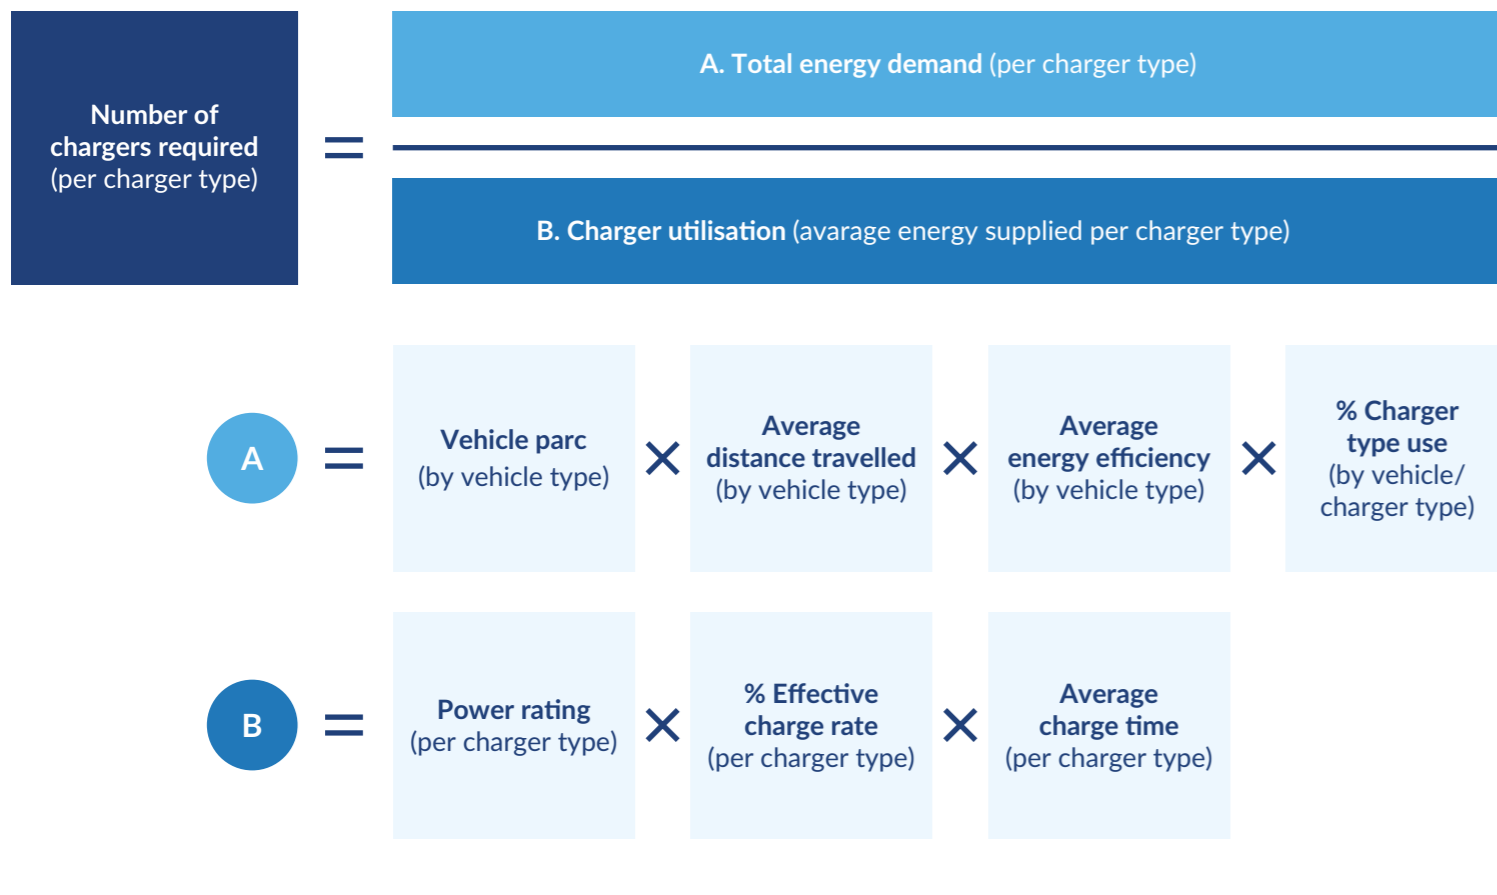 Number of
chargers required
(per charger type)
=
A. Total energy demand (per charger type)
B. Charger utilisation (avarage energy supplied per charger type)
A
=
Vehicle parc
(by vehicle type)
×
Average
distance travelled
(by vehicle type)
×
Average
energy efficiency
(by vehicle type)
×
% Charger
type use
(by vehicle/
charger type)
B
=
Power rating
(per charger type)
×
% Effective
charge rate
(per charger type)
×
Average
charge time
(per charger type)